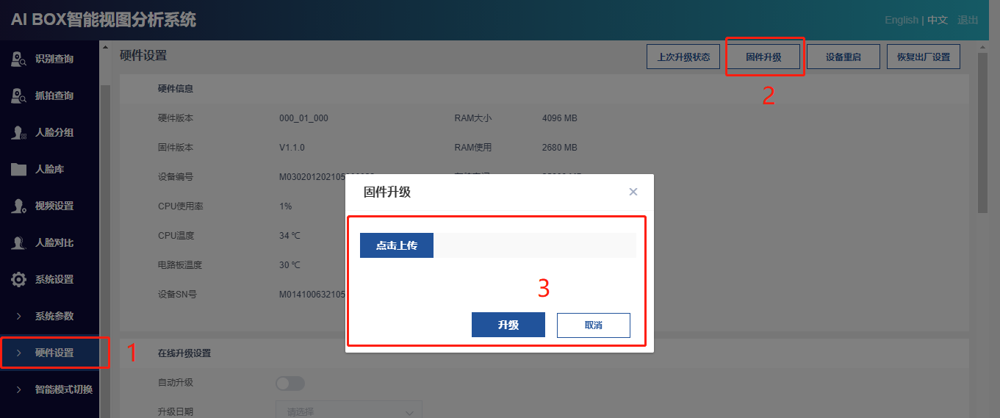 AI BOX智能视图分析系统
English | 中文 退出
识别查询
抓拍查询
人脸分组
人脸库
视频设置
人脸对比
系统设置
系统参数
硬件设置
智能模式切换
1
硬件设置
上次升级状态
固件升级
设备重启
恢复出厂设置
2
硬件信息
硬件版本 000_01_000 RAM大小 4096 MB
固件版本 V1.1.0 RAM使用 2680 MB
设备编号 M030201202105
CPU使用率 1%
CPU温度 34 ℃
电路板温度 30 ℃
设备SN号 M014100632105
固件升级
点击上传
3
升级 取消
在线升级设置
自动升级
升级日期 请选择